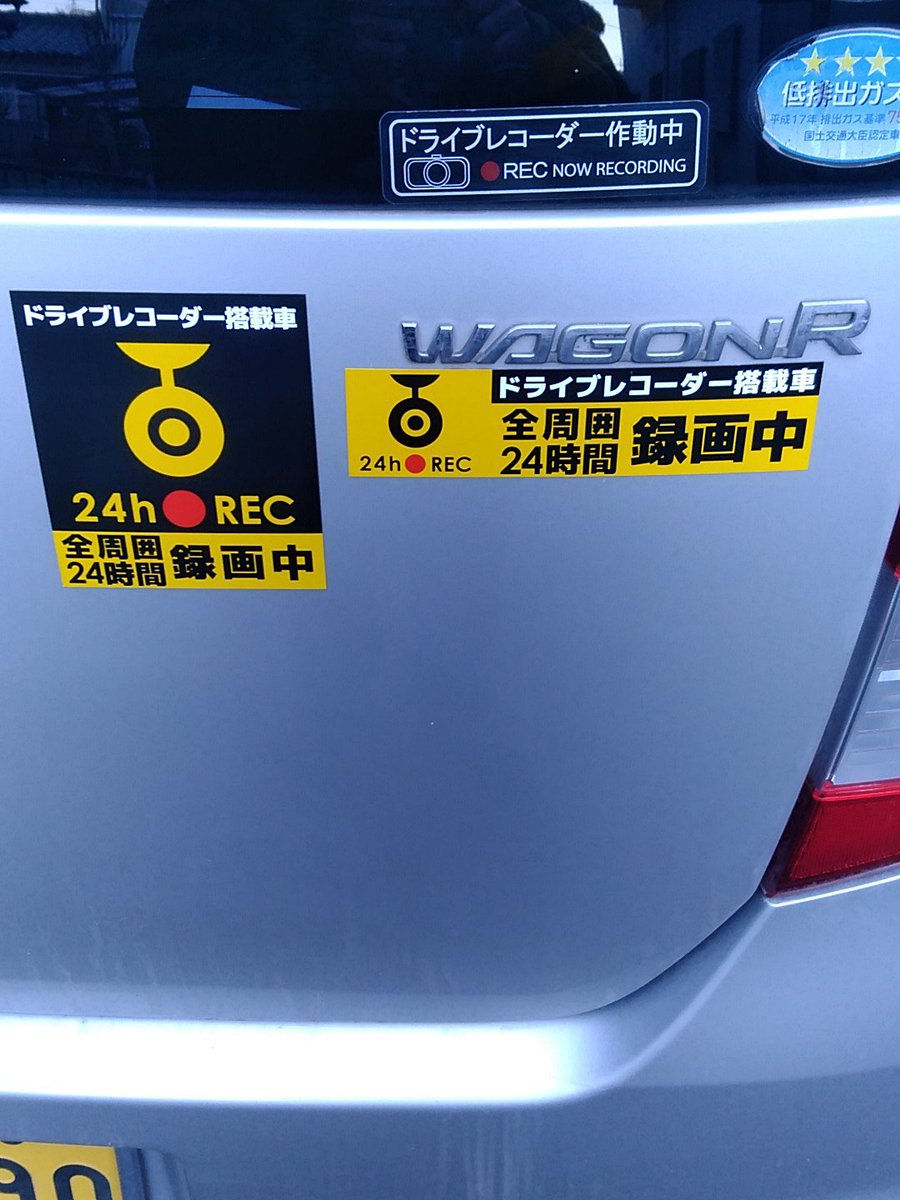 ドライブレコーダー作動中
REC NOW RECORDING
低排出ガス
平成17年 排出ガス基準75
国土交通大臣認定車
ドライブレコーダー搭載車
24h REC
全周囲
24時間
録画中
WAGON R
ドライブレコーダー搭載車
24h REC
全周囲
24時間
録画中